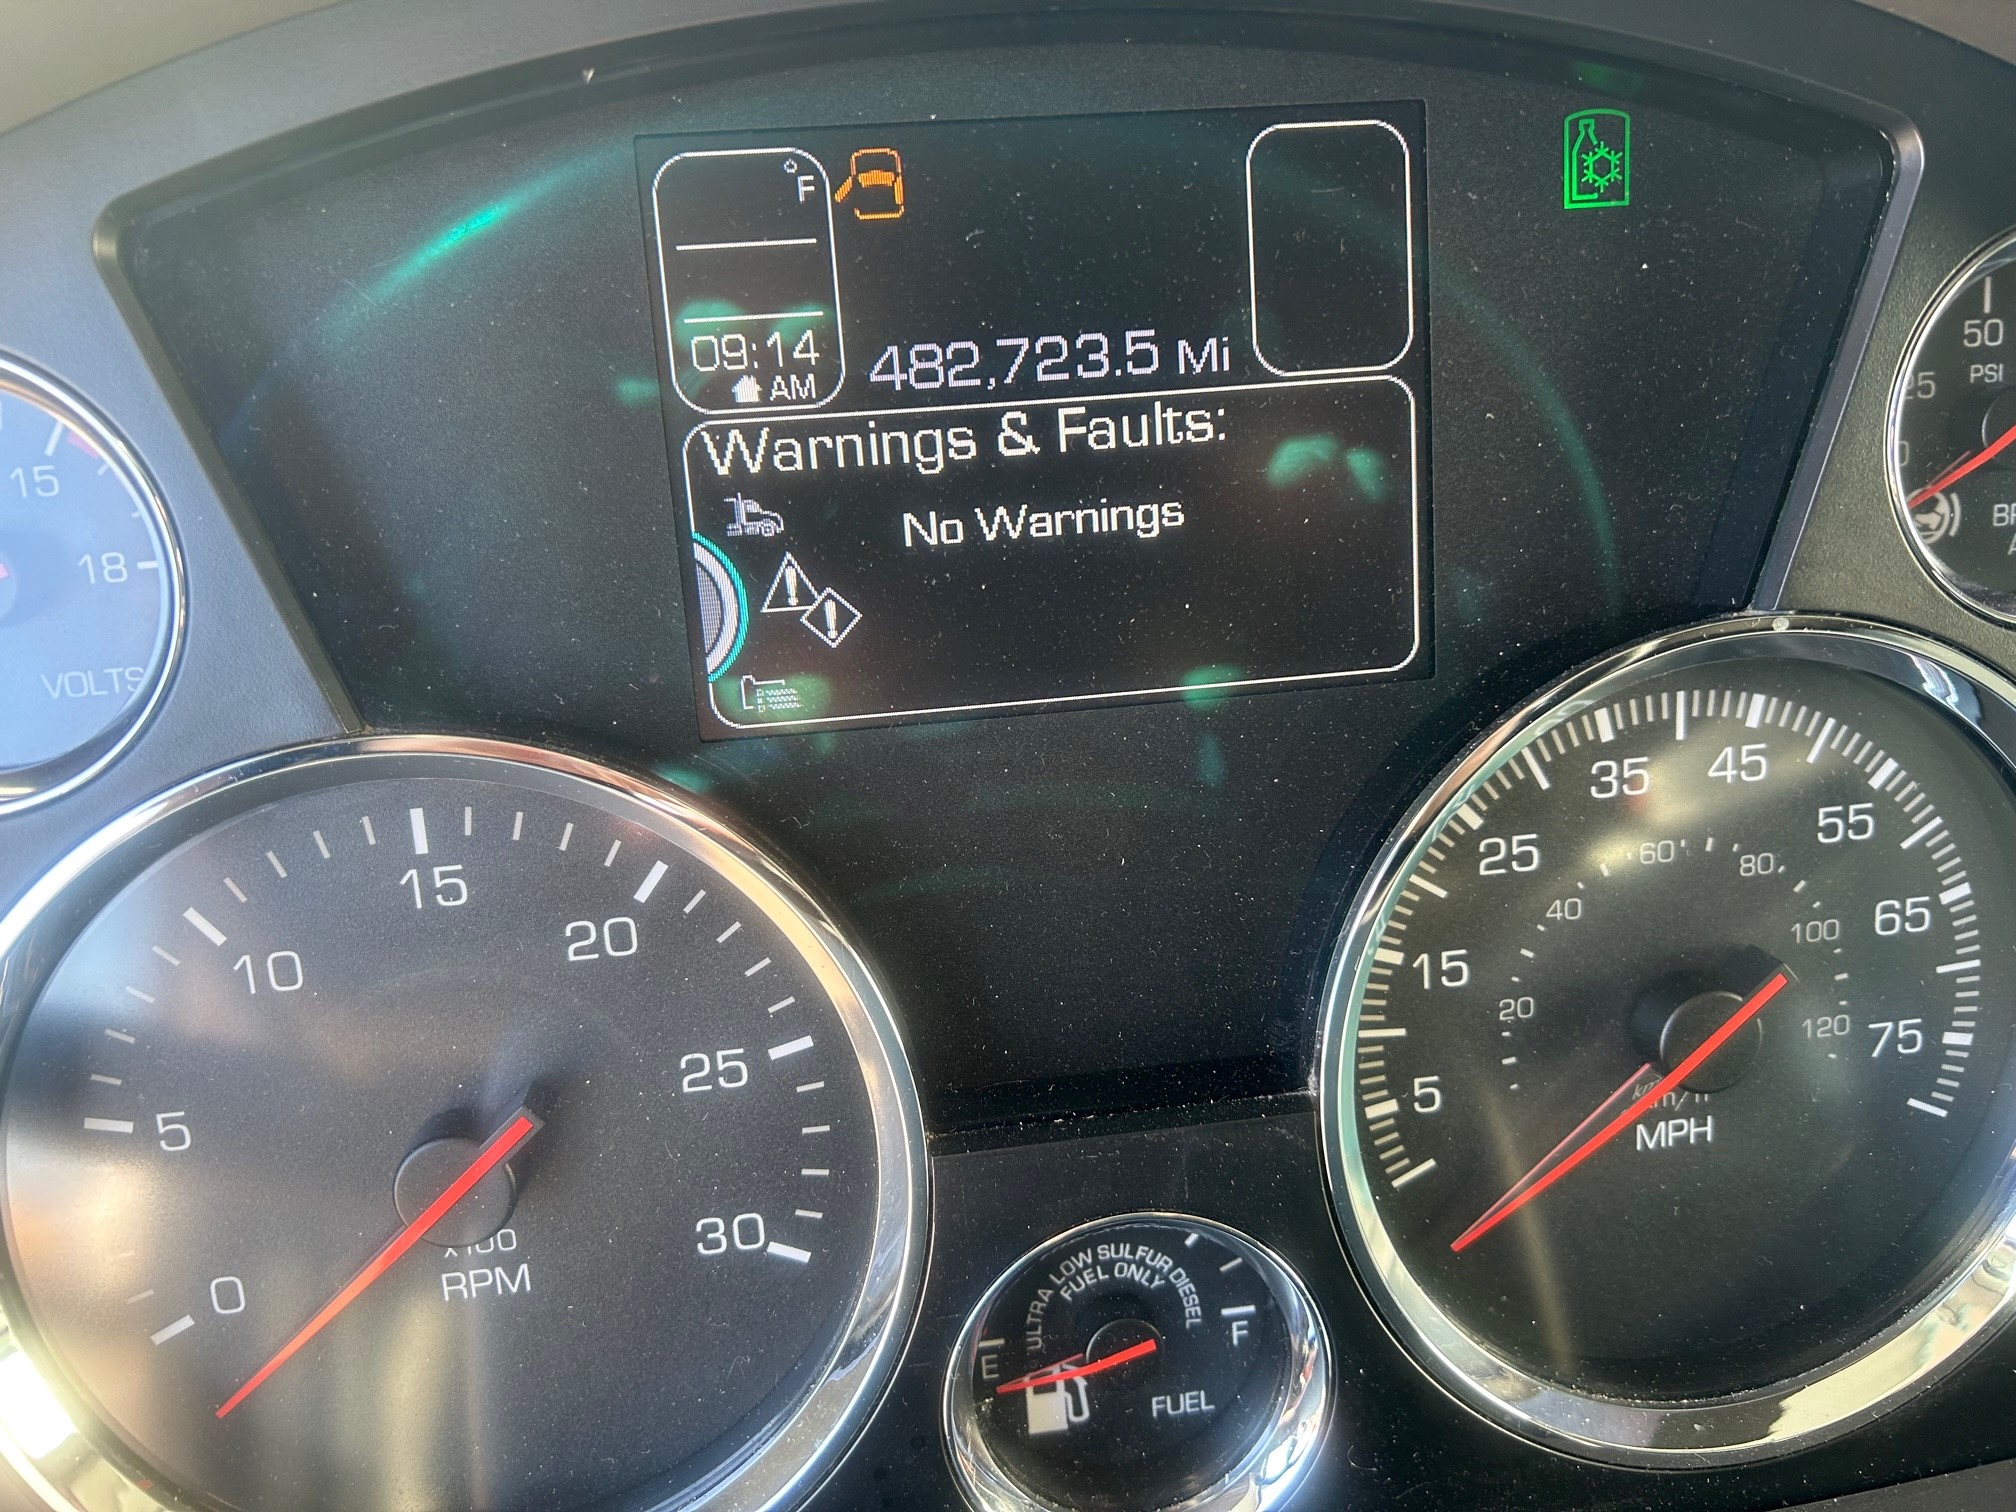 °F
09:14
AM
482,723.5 Mi
Warnings & Faults:
No Warnings
15
18
VOLTS
50
PSI
0
0
5
10
15
20
25
30
RPM
5
15
25
35
45
55
65
75
20
40
60
80
100
120
MPH
ULTRA LOW SULFUR DIESEL
FUEL ONLY
E
F
FUEL